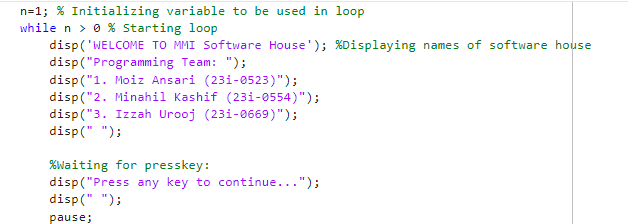 n=1; % Initializing variable to be used in loop
while n > 0 % Starting loop
disp('WELCOME TO MMI Software House'); %Displaying names of software house
disp("Programming Team: ");
disp("1. Moiz Ansari (23i-0523)");
disp("2. Minahil Kashif (23i-0554)");
disp("3. Izzah Urooj (23i-0669)");
disp(" ");
%Waiting for presskey:
disp("Press any key to continue...");
disp(" ");
pause;